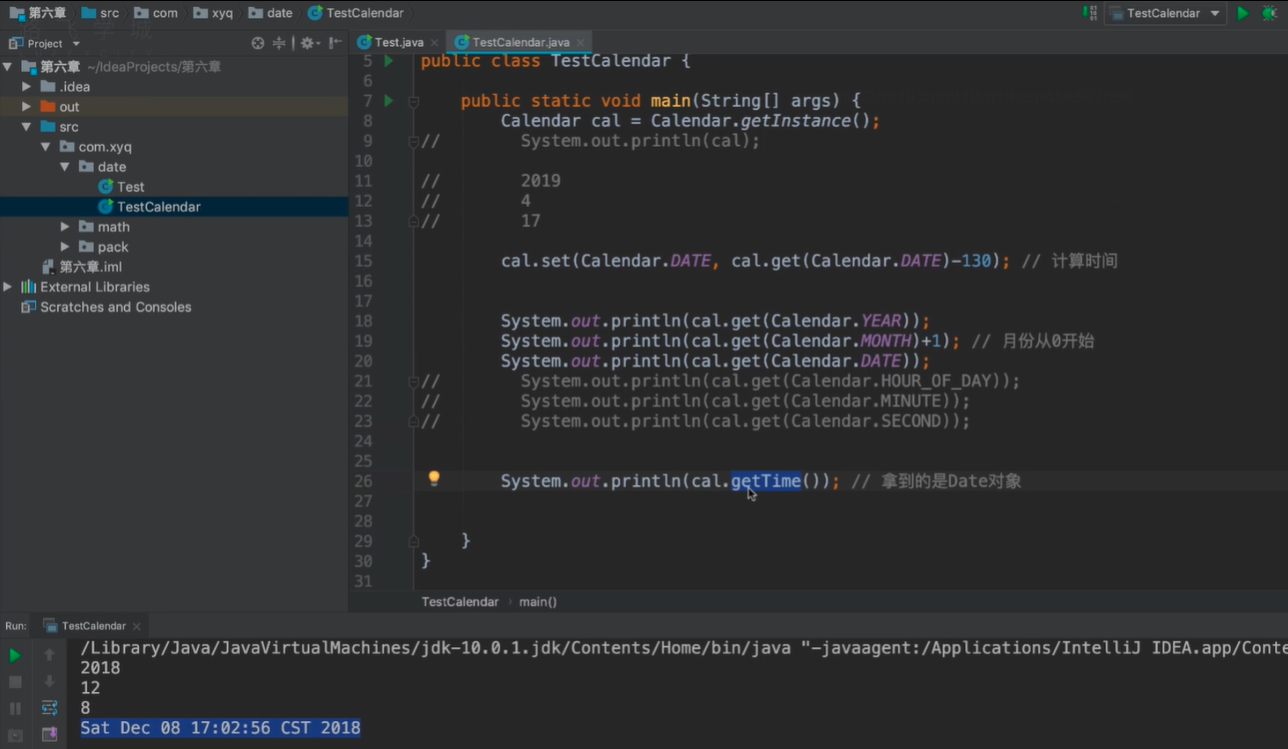 第六章 src com xyq date TestCalendar TestCalendar
Project Test.java TestCalendar.java
第六章 ~/IdeaProjects/第六章
.idea
out
src
com.xyq
date
Test
TestCalendar
math
pack
第六章.iml
External Libraries
Scratches and Consoles
5 public class TestCalendar {
6
7 public static void main(String[] args) {
8 Calendar cal = Calendar.getInstance();
9 // System.out.println(cal);
10
11 // 2019
12 // 4
13 // 17
14
15 cal.set(Calendar.DATE, cal.get(Calendar.DATE)-130); // 计算时间
16
17
18 System.out.println(cal.get(Calendar.YEAR));
19 System.out.println(cal.get(Calendar.MONTH)+1); // 月份从0开始
20 System.out.println(cal.get(Calendar.DATE));
21 // System.out.println(cal.get(Calendar.HOUR_OF_DAY));
22 // System.out.println(cal.get(Calendar.MINUTE));
23 // System.out.println(cal.get(Calendar.SECOND));
24
25
26 System.out.println(cal.getTime()); // 拿到的是Date对象
27
28
29 }
30 }
31
TestCalendar › main()
Run: TestCalendar
/Library/Java/JavaVirtualMachines/jdk-10.0.1.jdk/Contents/Home/bin/java "-javaagent:/Applications/IntelliJ IDEA.app/Conte
2018
12
8
Sat Dec 08 17:02:56 CST 2018